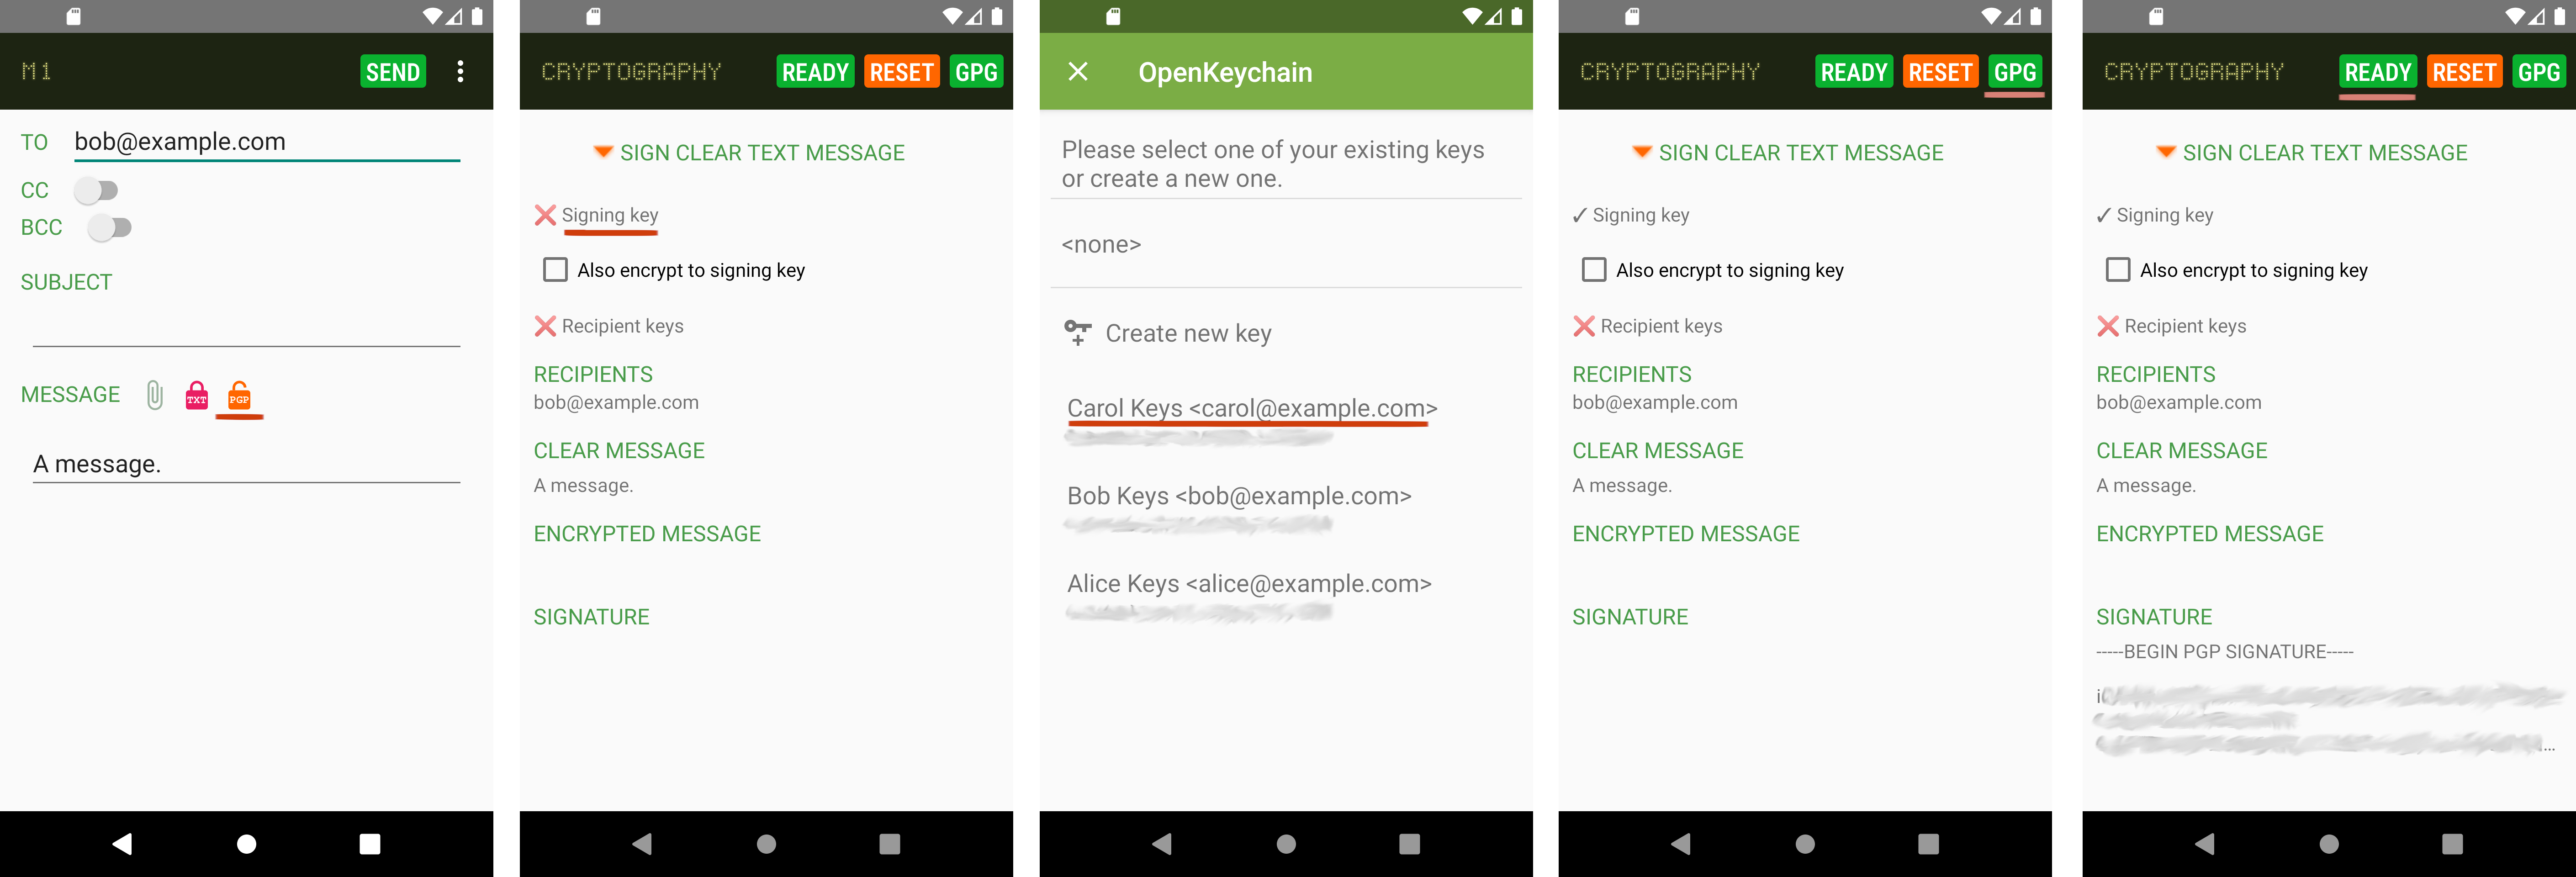 M1
SEND
TO bob@example.com
CC
BCC
SUBJECT
MESSAGE TXT PGP
A message.
CRYPTOGRAPHY READY RESET GPG
SIGN CLEAR TEXT MESSAGE
❌ Signing key
Also encrypt to signing key
❌ Recipient keys
RECIPIENTS
bob@example.com
CLEAR MESSAGE
A message.
ENCRYPTED MESSAGE
SIGNATURE
OpenKeychain
Please select one of your existing keys
or create a new one.
<none>
Create new key
Carol Keys <carol@example.com>
Bob Keys <bob@example.com>
Alice Keys <alice@example.com>
CRYPTOGRAPHY READY RESET GPG
SIGN CLEAR TEXT MESSAGE
✓ Signing key
Also encrypt to signing key
❌ Recipient keys
RECIPIENTS
bob@example.com
CLEAR MESSAGE
A message.
ENCRYPTED MESSAGE
SIGNATURE
CRYPTOGRAPHY READY RESET GPG
SIGN CLEAR TEXT MESSAGE
✓ Signing key
Also encrypt to signing key
❌ Recipient keys
RECIPIENTS
bob@example.com
CLEAR MESSAGE
A message.
ENCRYPTED MESSAGE
SIGNATURE
-----BEGIN PGP SIGNATURE-----